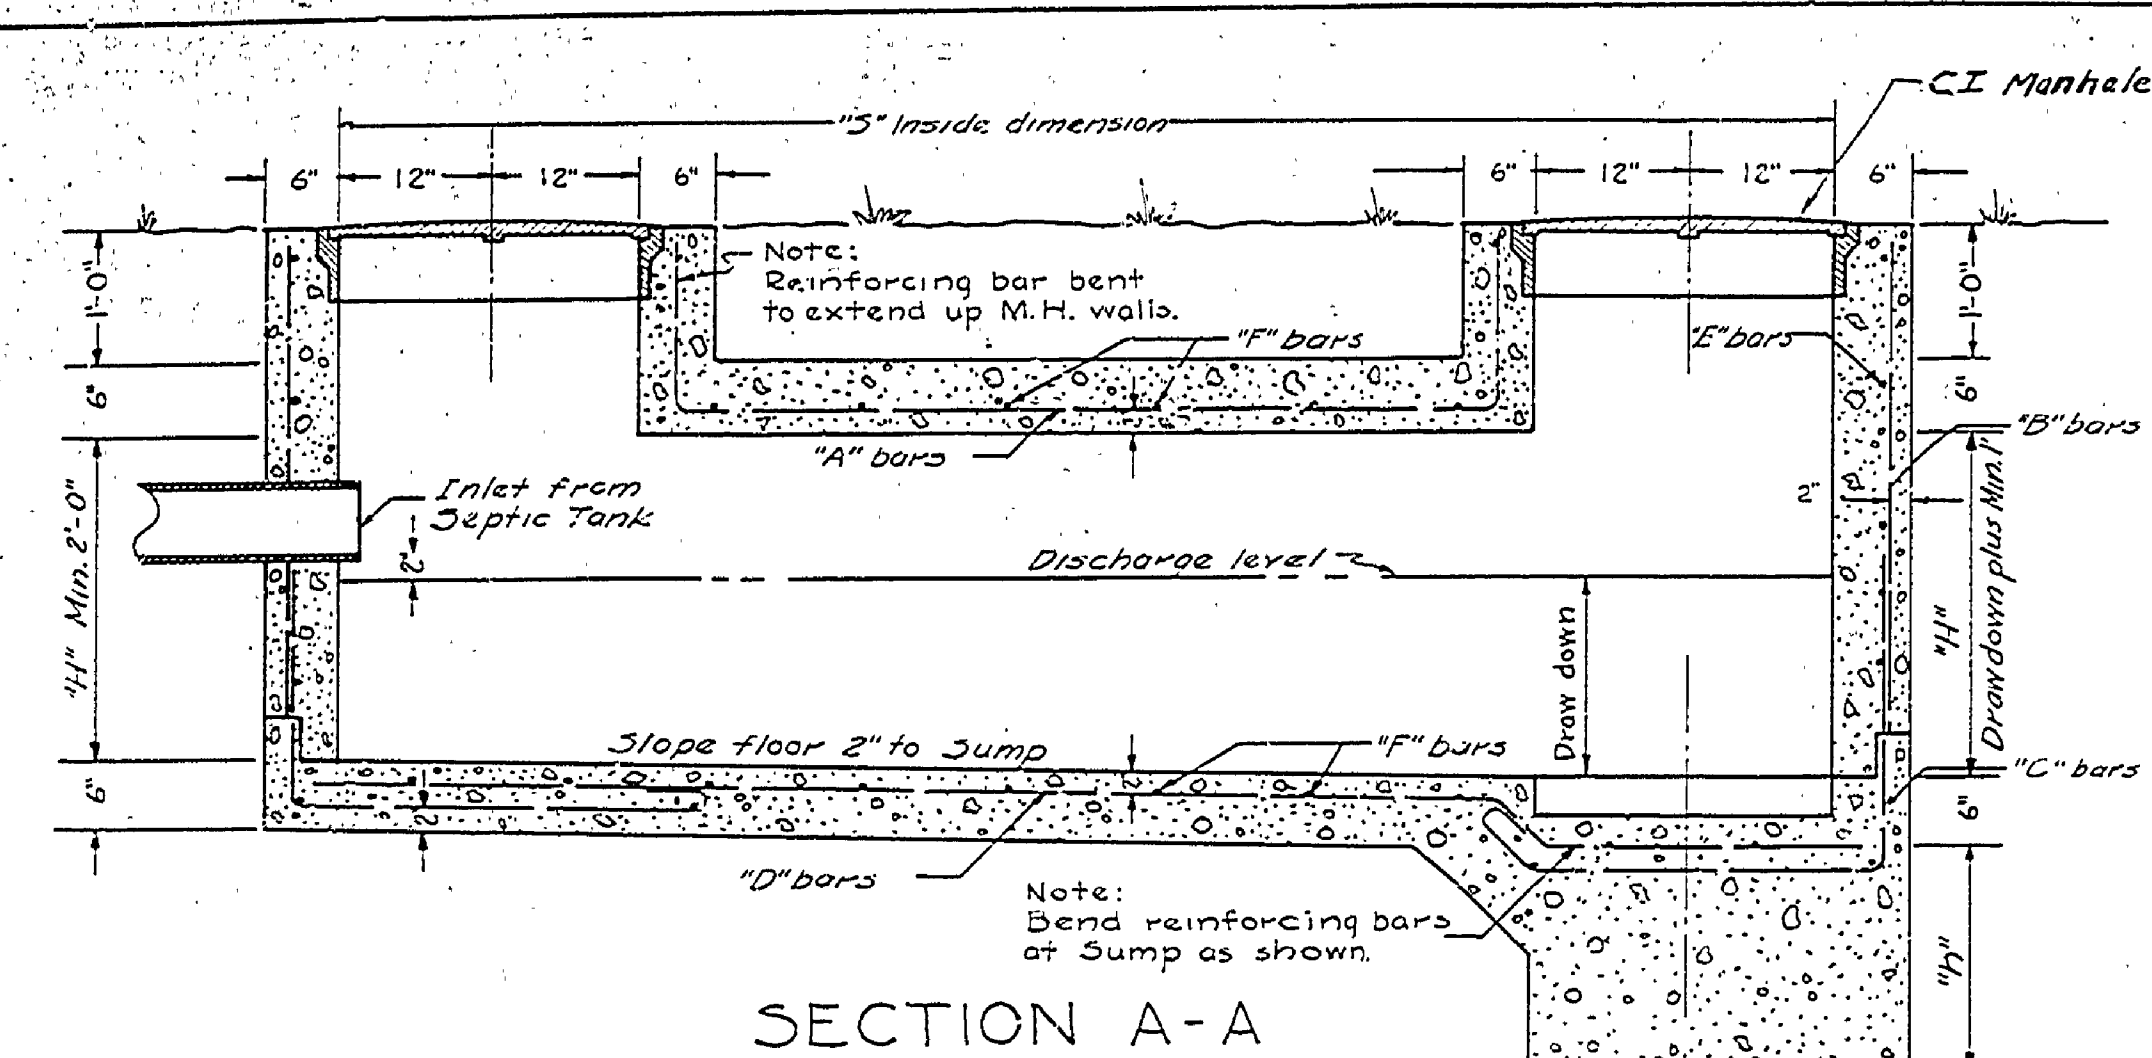 CI Manhole
"S" Inside dimension
6" 12" 12" 6" 6" 12" 12" 6"
Note:
Reinforcing bar bent
to extend up M.H. walls.
1'-0"
1'-0"
"F" bars
"E" bars
6"
6"
"A" bars
"B" bars
Inlet from
Septic Tank
2"
2"
"H" Min. 2'-0"
Discharge level
Draw down
"H"
Drawdown plus Min. 1'
Slope floor 2" to Sump
"F" bars
2"
"C" bars
6"
2"
6"
"D" bars
Note:
Bend reinforcing bars
at Sump as shown.
SECTION A-A